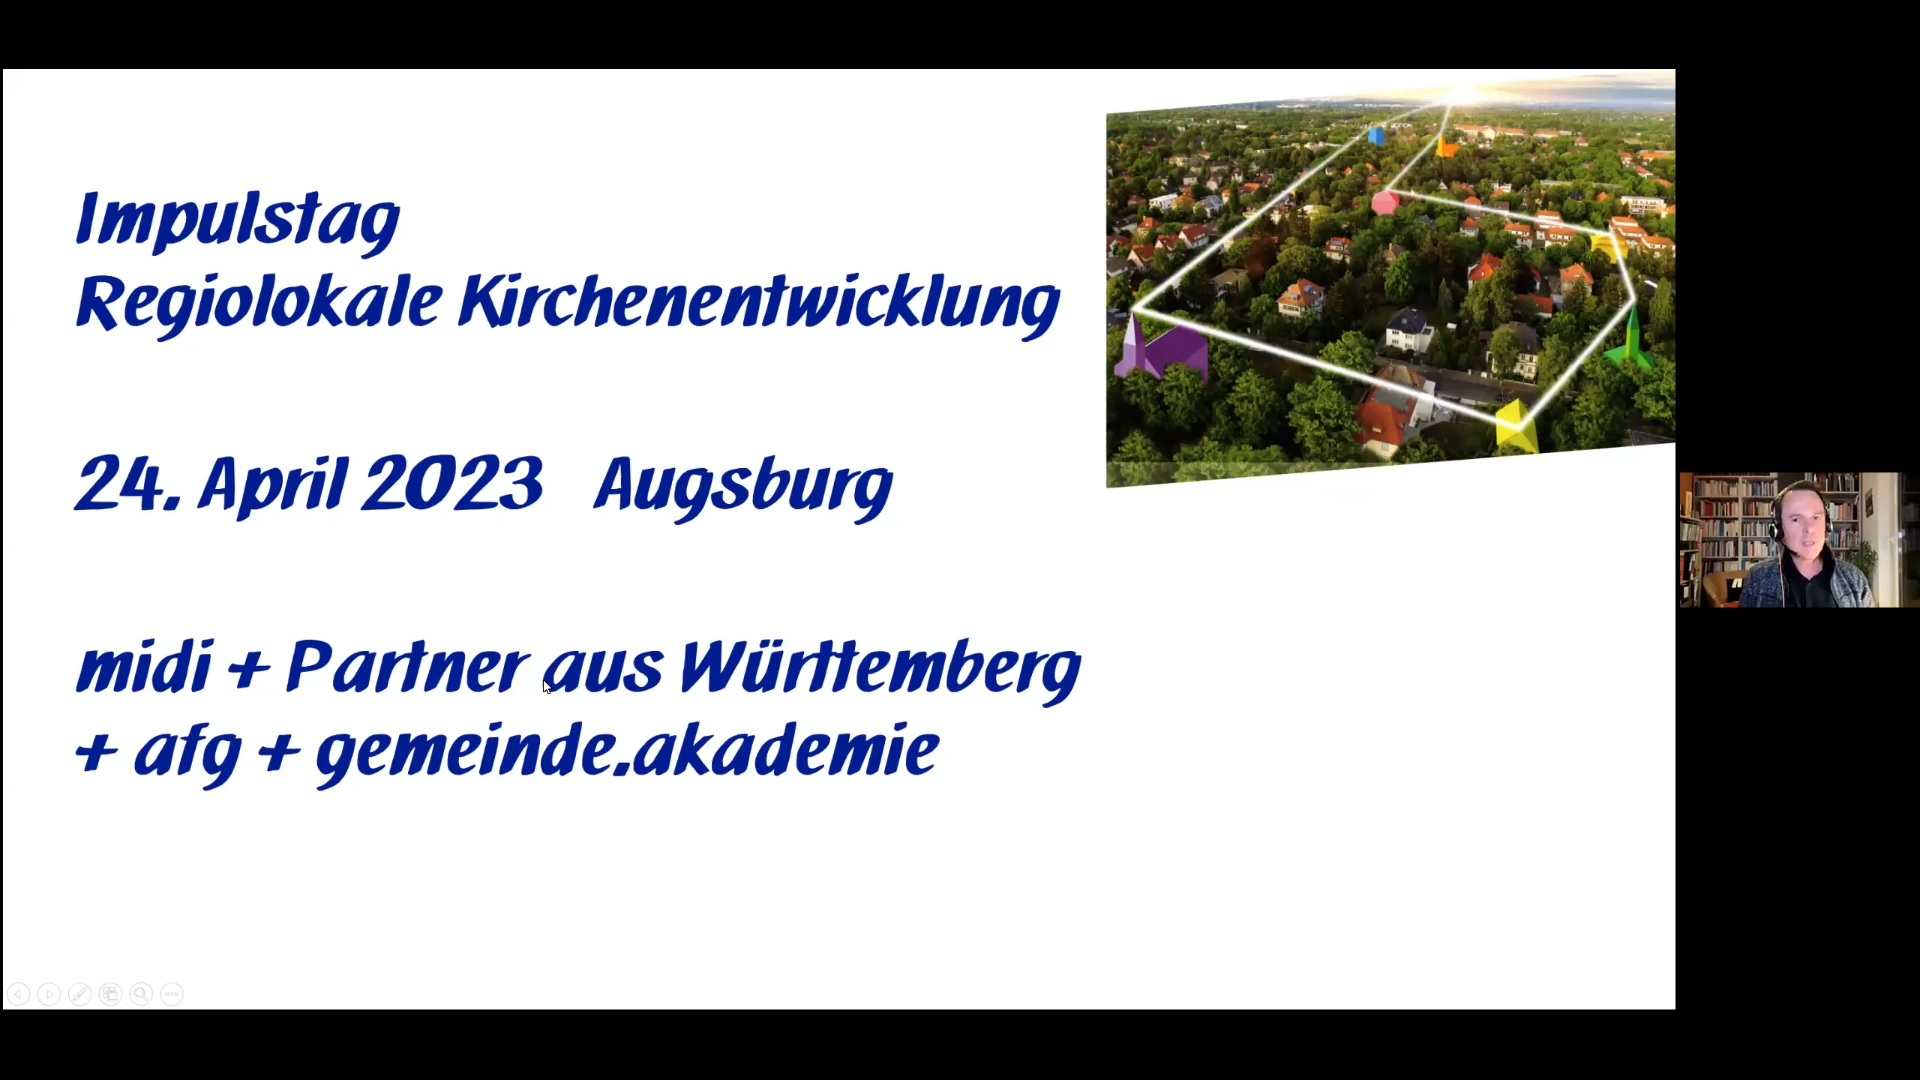 Impulstag
Regiolokale Kirchenentwicklung
24. April 2023 Augsburg
midi + Partner aus Württemberg
+ afg + gemeinde.akademie